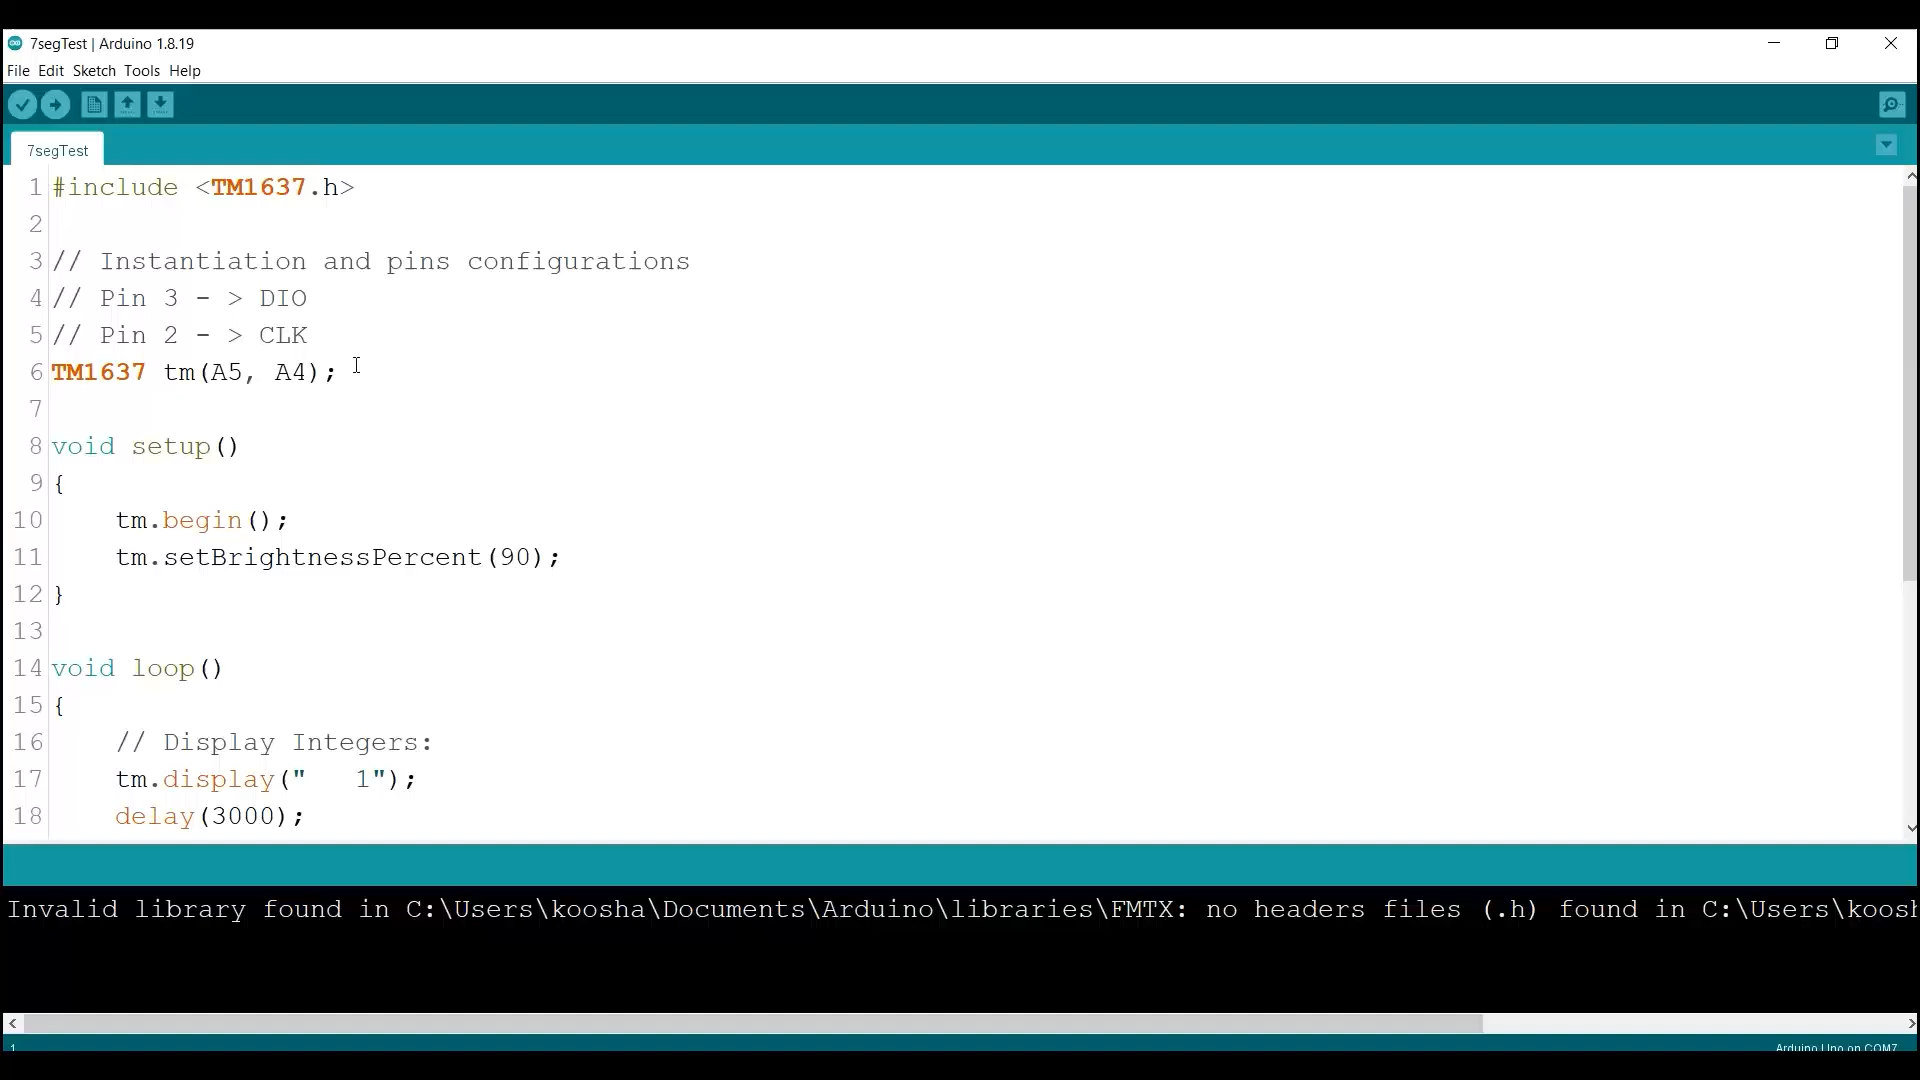 7segTest | Arduino 1.8.19
File Edit Sketch Tools Help
7segTest
1 #include <TM1637.h>
2
3 // Instantiation and pins configurations
4 // Pin 3 - > DIO
5 // Pin 2 - > CLK
6 TM1637 tm(A5, A4);
7
8 void setup()
9 {
10     tm.begin();
11     tm.setBrightnessPercent(90);
12 }
13
14 void loop()
15 {
16     // Display Integers:
17     tm.display("   1");
18     delay(3000);
Invalid library found in C:\Users\koosha\Documents\Arduino\libraries\FMTX: no headers files (.h) found in C:\Users\koosh
1 Arduino Uno on COM7